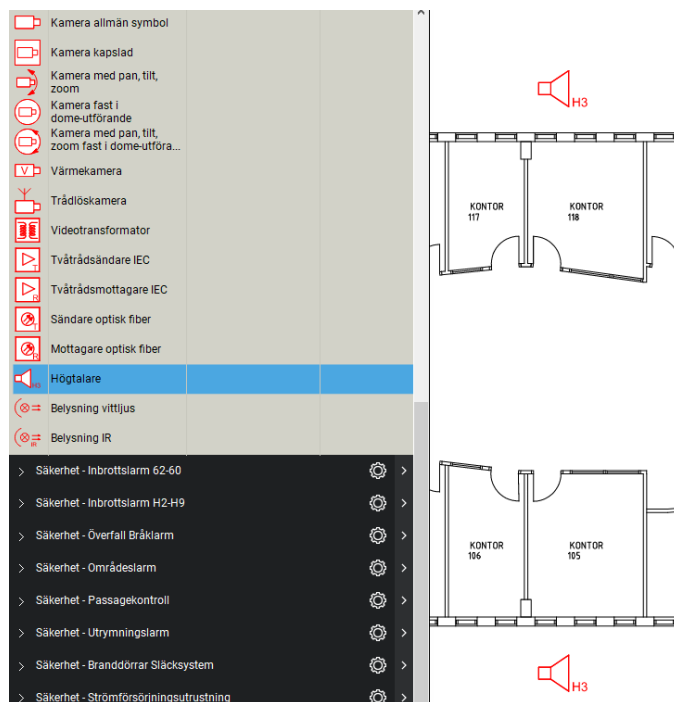 Kamera allmän symbol
Kamera kapslad
Kamera med pan, tilt,
zoom
Kamera fast i
dome-utförande
Kamera med pan, tilt,
zoom fast i dome-utföra...
V
Värmekamera
Trådlöskamera
Videotransformator
T
Tvåtrådsändare IEC
R
Tvåtrådsmottagare IEC
T
Sändare optisk fiber
R
Mottagare optisk fiber
H3
Högtalare
Belysning vittljus
IR
Belysning IR
Säkerhet - Inbrottslarm 62-60
Säkerhet - Inbrottslarm H2-H9
Säkerhet - Överfall Bråklarm
Säkerhet - Områdeslarm
Säkerhet - Passagekontroll
Säkerhet - Utrymningslarm
Säkerhet - Branddörrar Släcksystem
Säkerhet - Strömförsörjningsutrustning
H3
KONTOR
117
KONTOR
118
KONTOR
106
KONTOR
105
H3